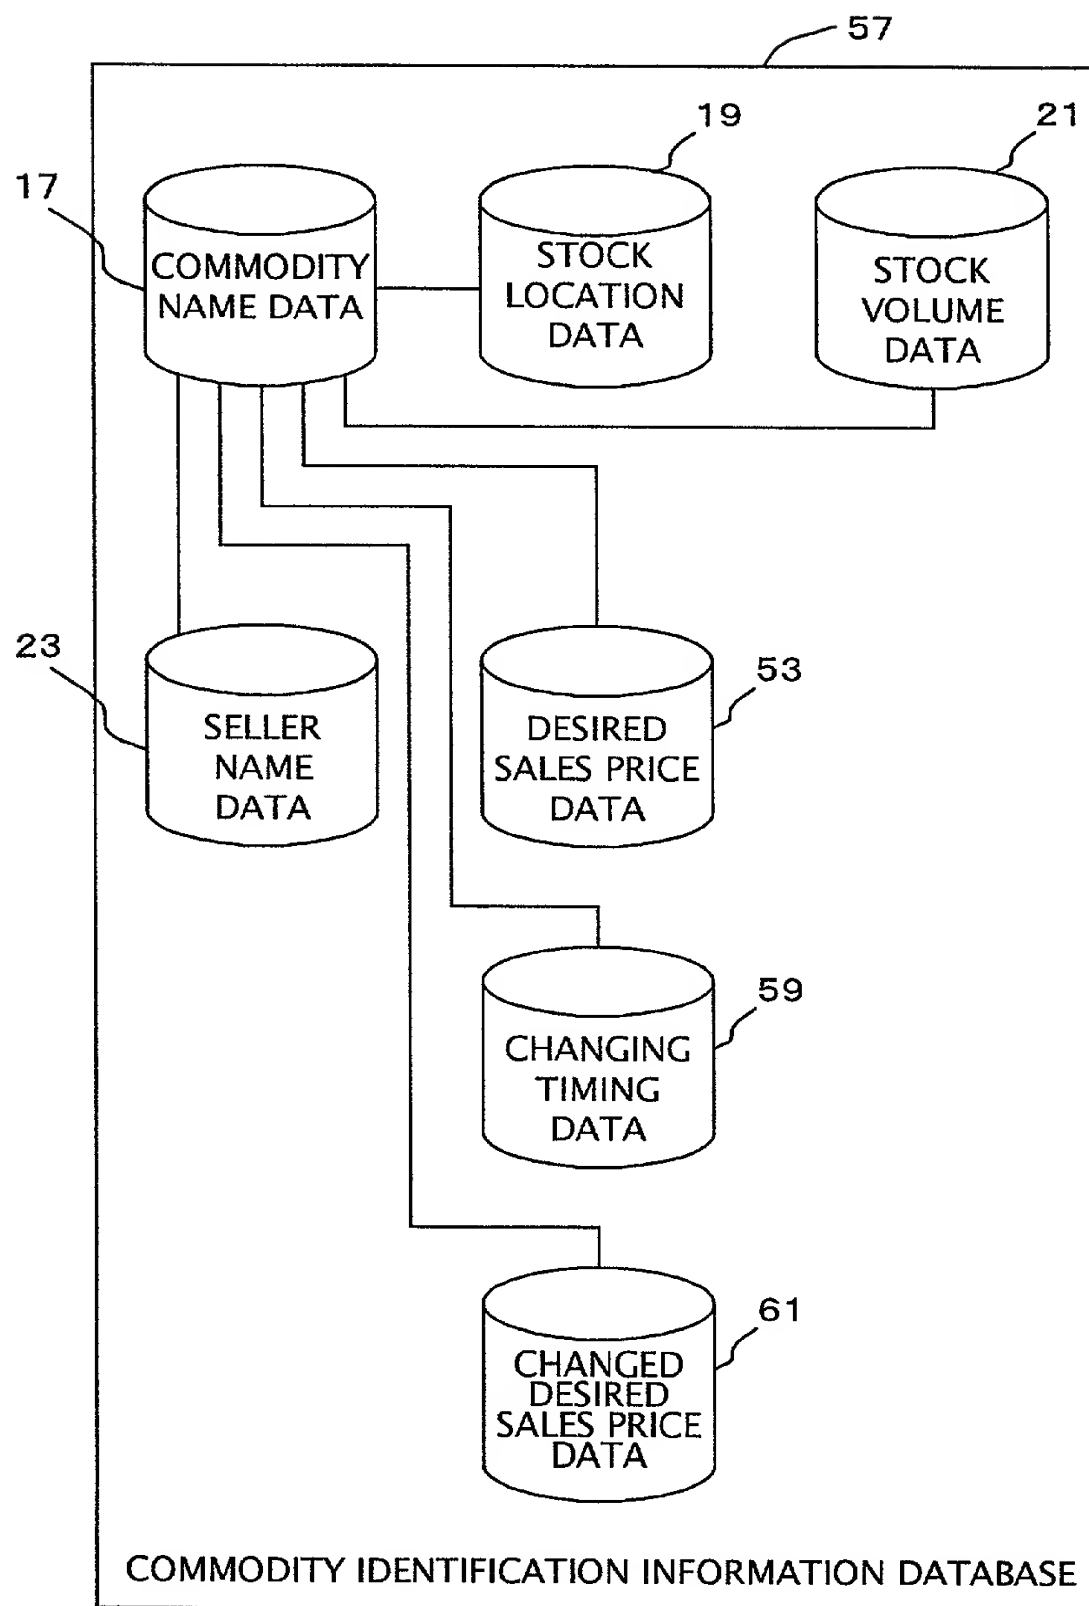 57
19
21
17
COMMODITY
NAME DATA
STOCK
LOCATION
DATA
STOCK
VOLUME
DATA
23
SELLER
NAME
DATA
53
DESIRED
SALES PRICE
DATA
59
CHANGING
TIMING
DATA
61
CHANGED
DESIRED
SALES PRICE
DATA
COMMODITY IDENTIFICATION INFORMATION DATABASE